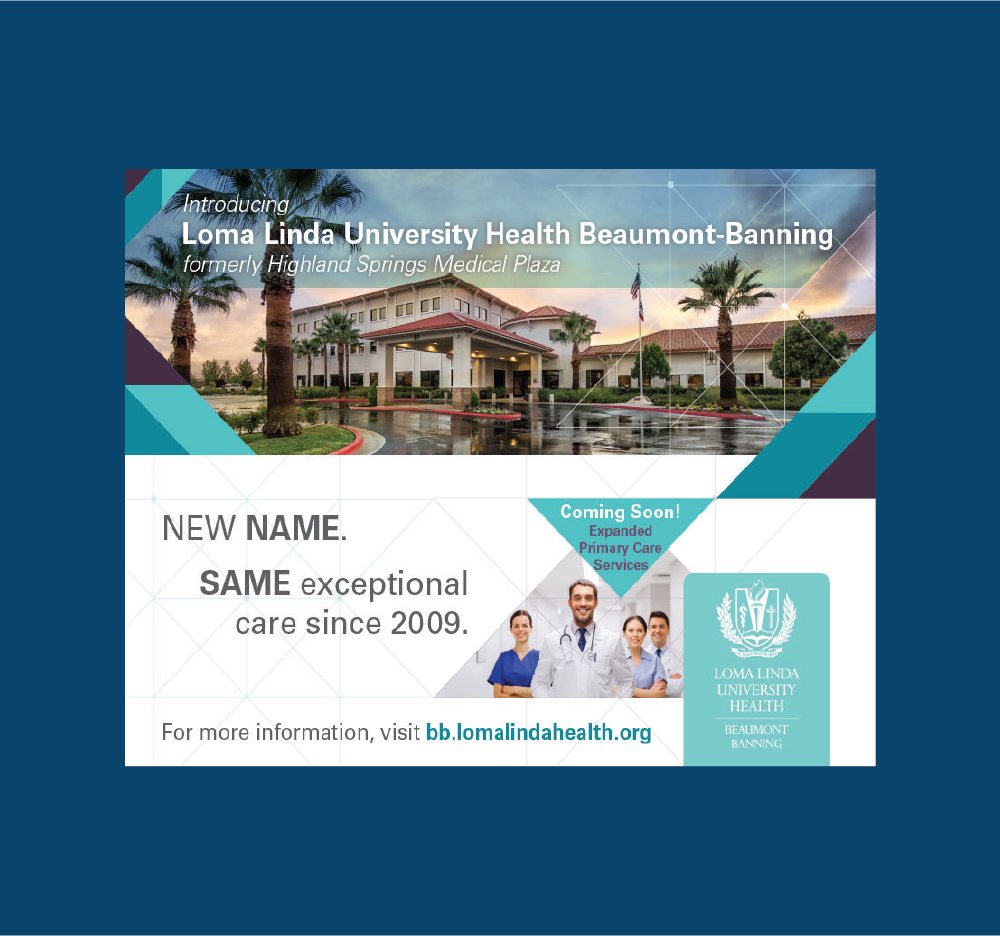 Introducing
Loma Linda University Health Beaumont-Banning
formerly Highland Springs Medical Plaza
NEW NAME.
SAME exceptional
care since 2009.
Coming Soon!
Expanded
Primary Care
Services
LOMA LINDA
UNIVERSITY
HEALTH
BEAUMONT
BANNING
For more information, visit bb.lomalindahealth.org